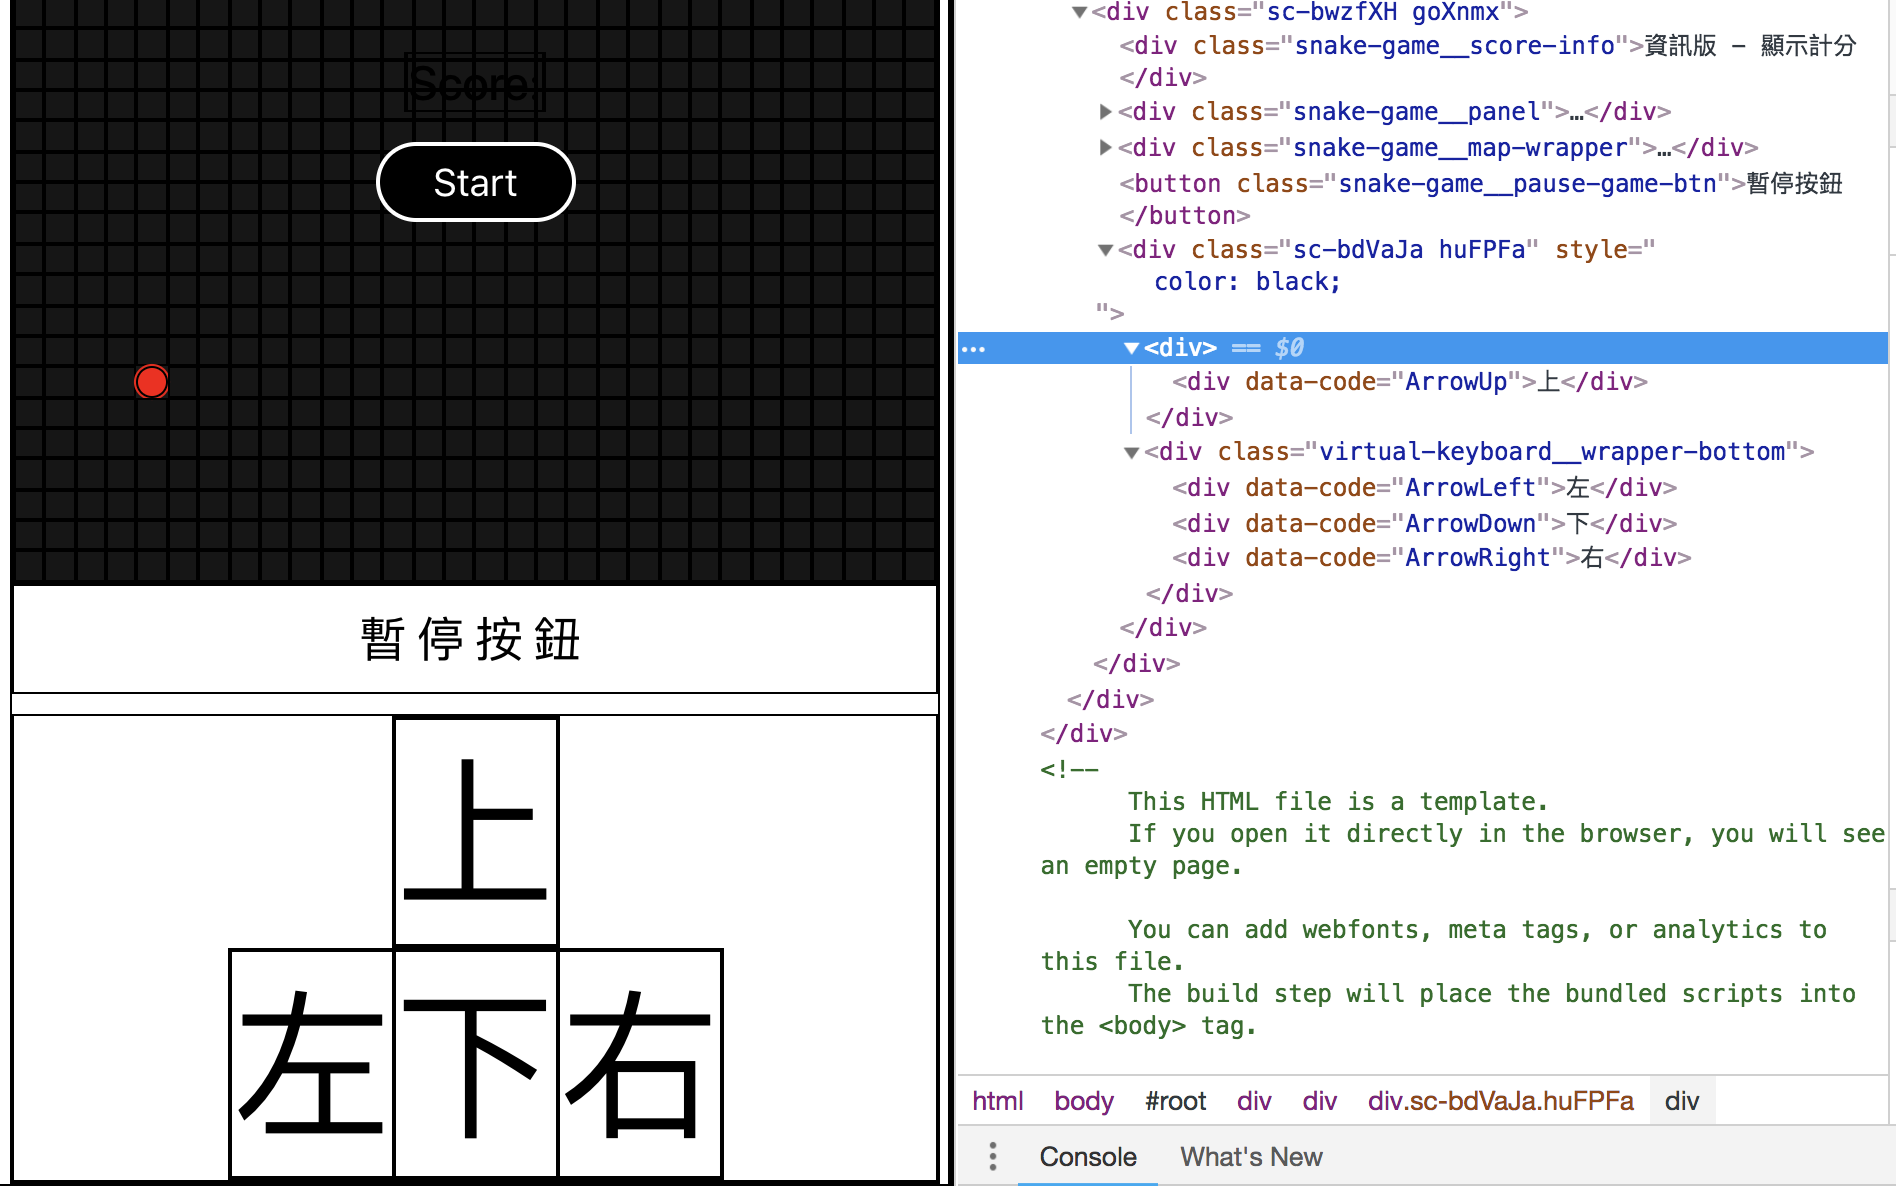 Score:
Start
暫停按鈕
上
左下右
<div class="sc-bwzfXH goXnmx">
<div class="snake-game__score-info">資訊版 - 顯示計分
</div>
<div class="snake-game__panel">…</div>
<div class="snake-game__map-wrapper">…</div>
<button class="snake-game__pause-game-btn">暫停按鈕
</button>
<div class="sc-bdVaJa huFPFa" style="
color: black;
">
<div> == $0
<div data-code="ArrowUp">上</div>
</div>
<div class="virtual-keyboard__wrapper-bottom">
<div data-code="ArrowLeft">左</div>
<div data-code="ArrowDown">下</div>
<div data-code="ArrowRight">右</div>
</div>
</div>
</div>
</div>
</div>
<!--
This HTML file is a template.
If you open it directly in the browser, you will see
an empty page.
You can add webfonts, meta tags, or analytics to
this file.
The build step will place the bundled scripts into
the <body> tag.
html body #root div div div.sc-bdVaJa.huFPFa div
Console What's New